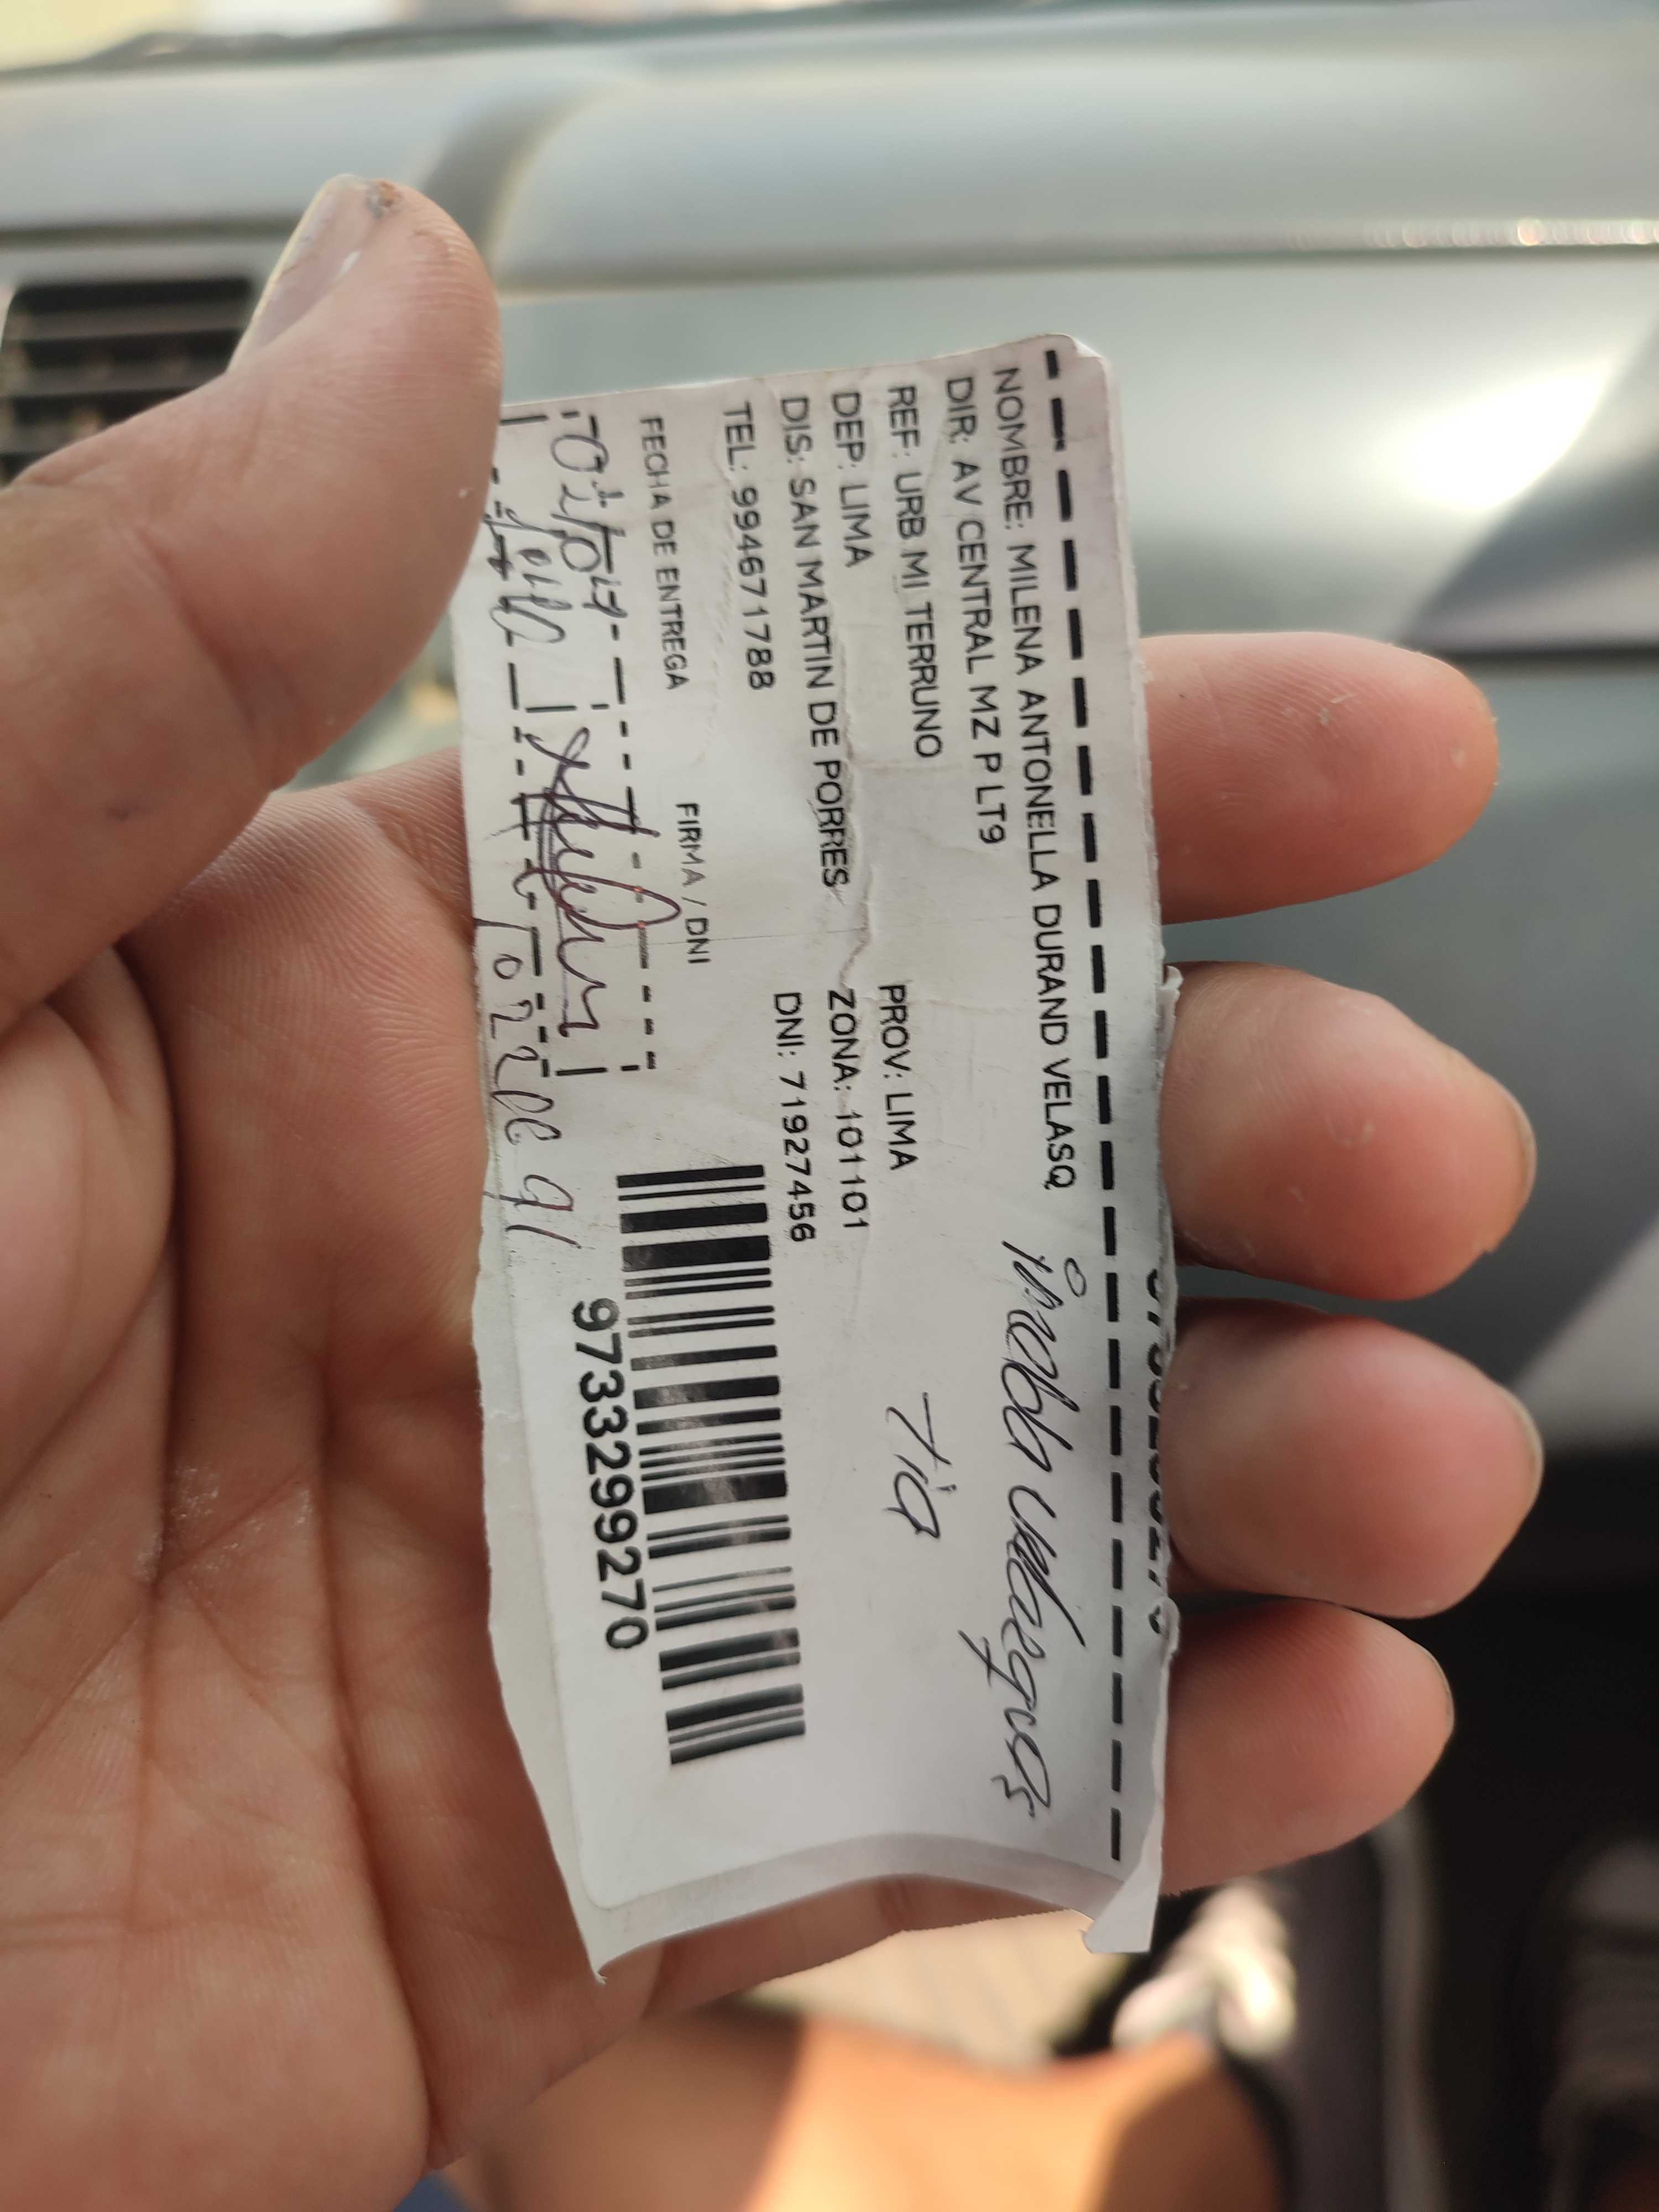 NOMBRE: MILENA ANTONELLA DURAND VELASQ
DIR: AV CENTRAL MZ P LT9
REF: URB MI TERRUNO
DEP: LIMA PROV: LIMA
DIS: SAN MARTIN DE PORRES ZONA: 101101
TEL: 994671788 DNI: 71927456
tia
FECHA DE ENTREGA FIRMA / DNI
9733299270